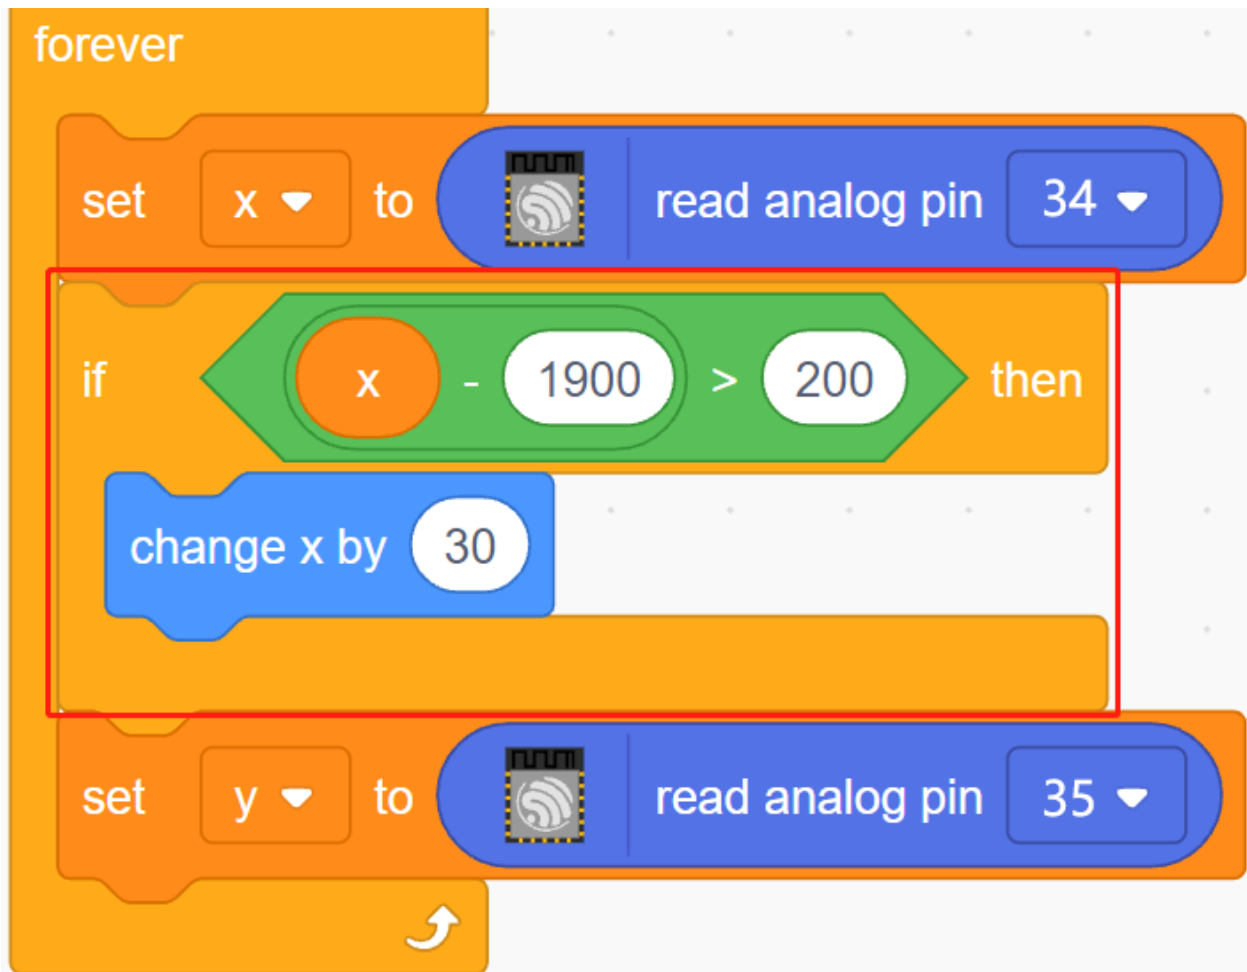 forever
set x to read analog pin 34
if x - 1900 > 200 then
change x by 30
set y to read analog pin 35